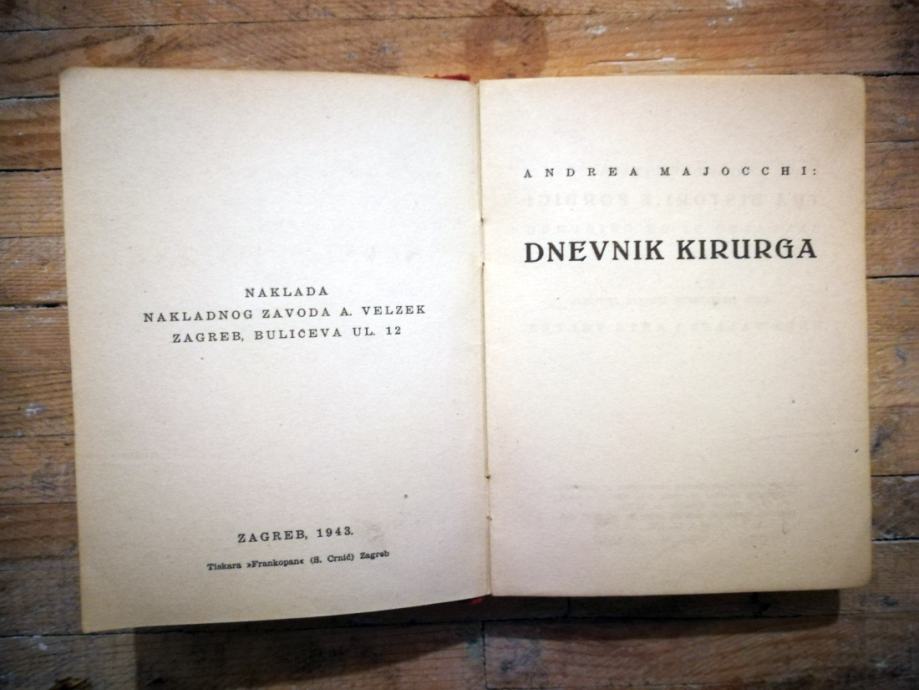 NAKLADA
NAKLADNOG ZAVODA A. VELZEK
ZAGREB, BULIĆEVA UL. 12
ZAGREB, 1943.
Tiskara »Frankopan« (S. Crnić) Zagreb
ANDREA MAJOCCHI:
DNEVNIK KIRURGA